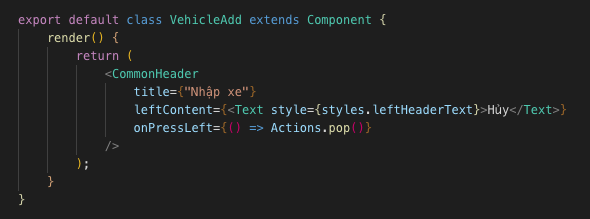 export default class VehicleAdd extends Component {
render() {
return (
<CommonHeader
title={"Nhập xe"}
leftContent={<Text style={styles.leftHeaderText}>Hủy</Text>}
onPressLeft={() => Actions.pop()}
/>
);
}
}